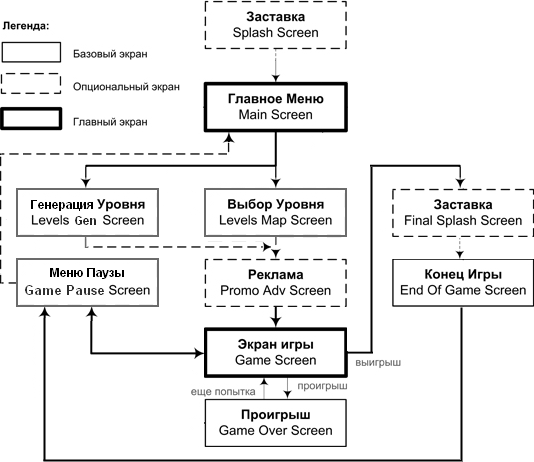 Легенда:
Базовый экран
Опциональный экран
Главный экран
Заставка
Splash Screen
Главное Меню
Main Screen
Генерация Уровня
Levels Gen Screen
Выбор Уровня
Levels Map Screen
Заставка
Final Splash Screen
Меню Паузы
Game Pause Screen
Реклама
Promo Adv Screen
Конец Игры
End Of Game Screen
Экран игры
Game Screen
выигрыш
еще попытка
проигрыш
Проигрыш
Game Over Screen